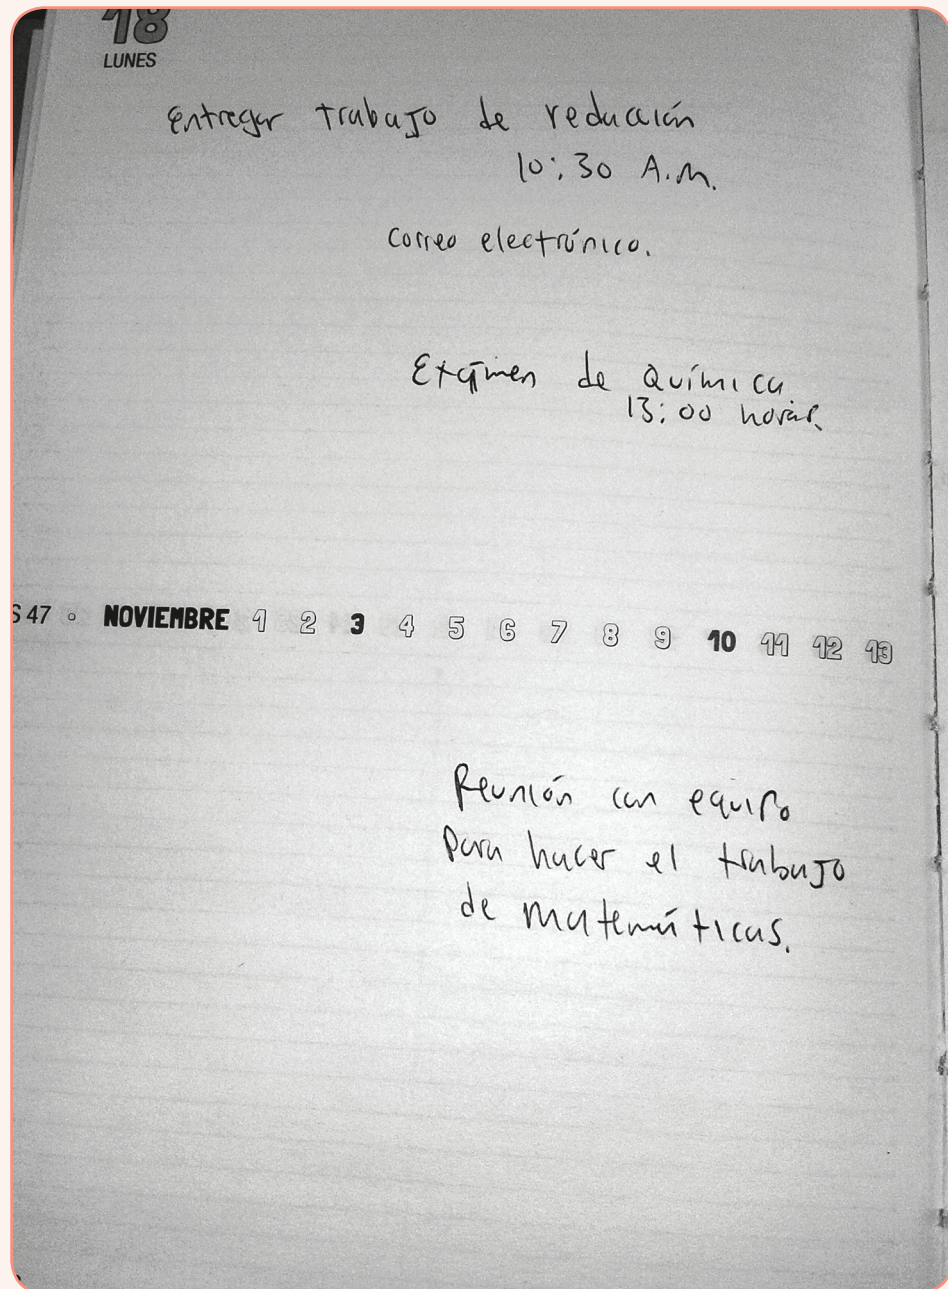 18
LUNES
Entregar trabajo de reducción
10:30 A.M.
Correo electrónico.
Exámen de Química
13:00 horas.
S 47 • NOVIEMBRE 1 2 3 4 5 6 7 8 9 10 11 12 13
Reunión con equipo
para hacer el trabajo
de matemáticas.